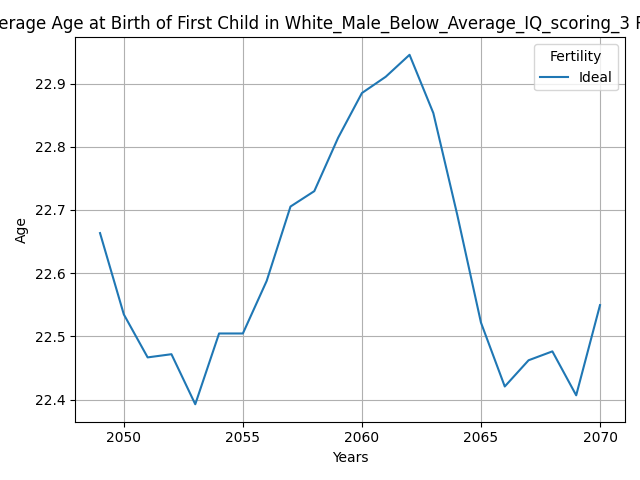 erage Age at Birth of First Child in White_Male_Below_Average_IQ_scoring_3
Fertility
Ideal
22.9
22.8
22.7
22.6
22.5
22.4
Age
2050 2055 2060 2065 2070
Years